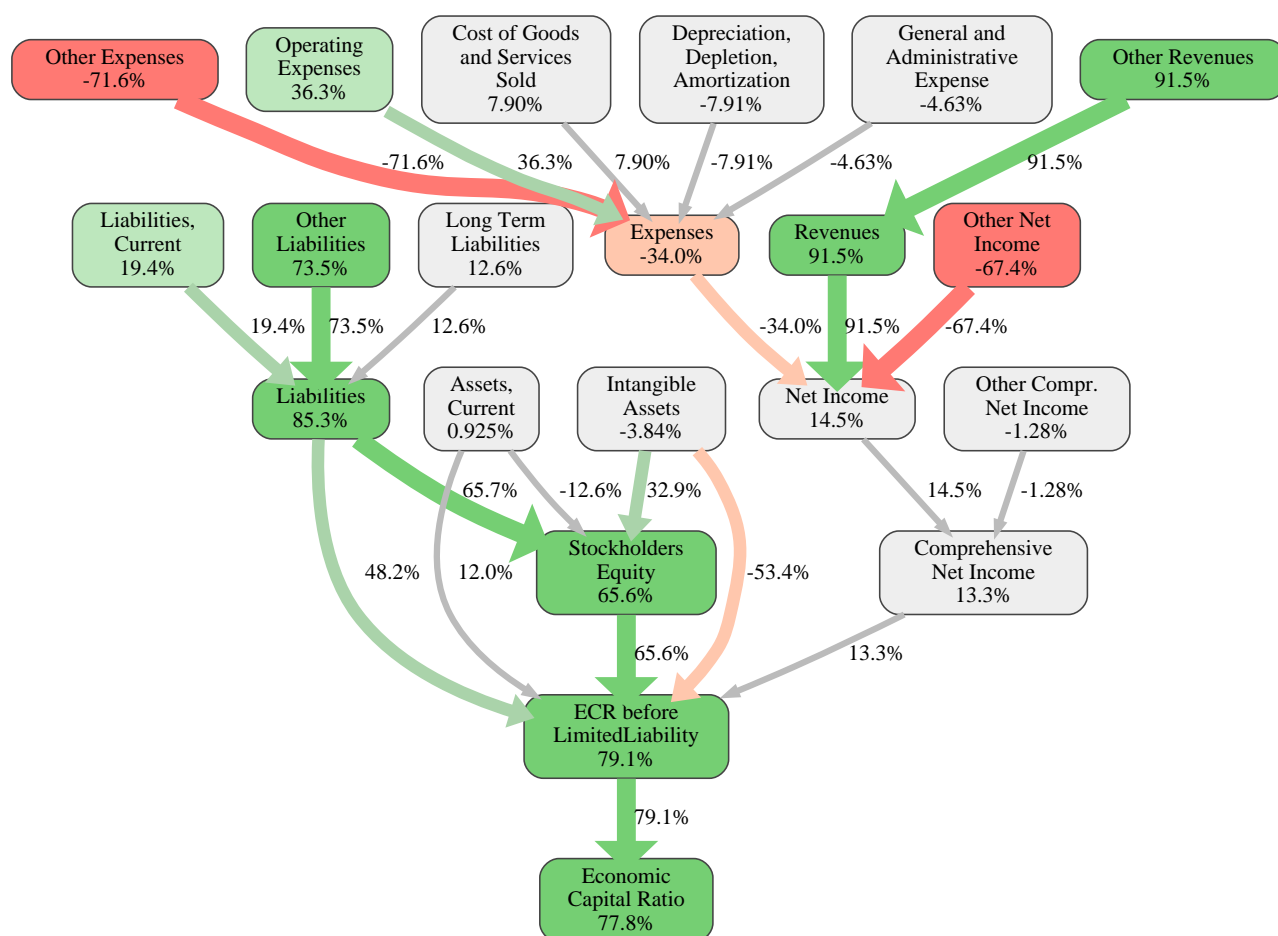 Other Expenses
-71.6%
Operating
Expenses
36.3%
Cost of Goods
and Services
Sold
7.90%
Depreciation,
Depletion,
Amortization
-7.91%
General and
Administrative
Expense
-4.63%
Other Revenues
91.5%
-71.6%
36.3%
7.90%
-7.91%
-4.63%
91.5%
Liabilities,
Current
19.4%
Other
Liabilities
73.5%
Long Term
Liabilities
12.6%
Expenses
-34.0%
Revenues
91.5%
Other Net
Income
-67.4%
19.4%
73.5%
12.6%
-34.0%
91.5%
-67.4%
Liabilities
85.3%
Assets,
Current
0.925%
Intangible
Assets
-3.84%
Net Income
14.5%
Other Compr.
Net Income
-1.28%
65.7%
-12.6%
32.9%
14.5%
-1.28%
Stockholders
Equity
65.6%
Comprehensive
Net Income
13.3%
48.2%
12.0%
-53.4%
65.6%
13.3%
ECR before
LimitedLiability
79.1%
79.1%
Economic
Capital Ratio
77.8%